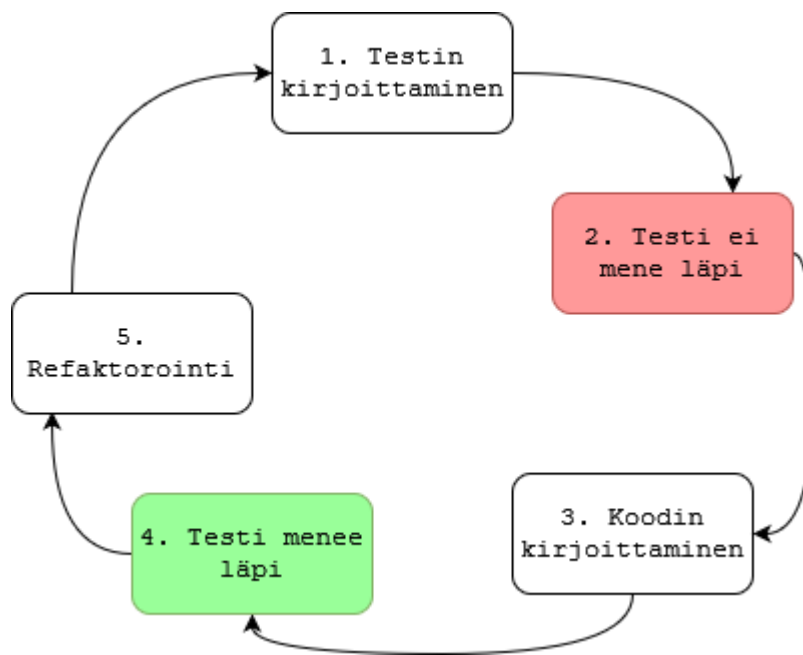 1. Testin
kirjoittaminen
2. Testi ei
mene läpi
3. Koodin
kirjoittaminen
4. Testi menee
läpi
5.
Refaktorointi